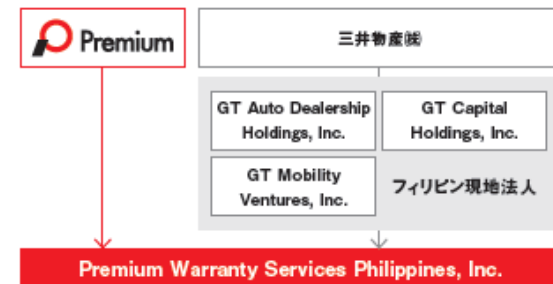 Premium
三井物産㈱
GT Auto Dealership
Holdings, Inc.
GT Capital
Holdings, Inc.
GT Mobility
Ventures, Inc.
フィリピン現地法人
Premium Warranty Services Philippines, Inc.